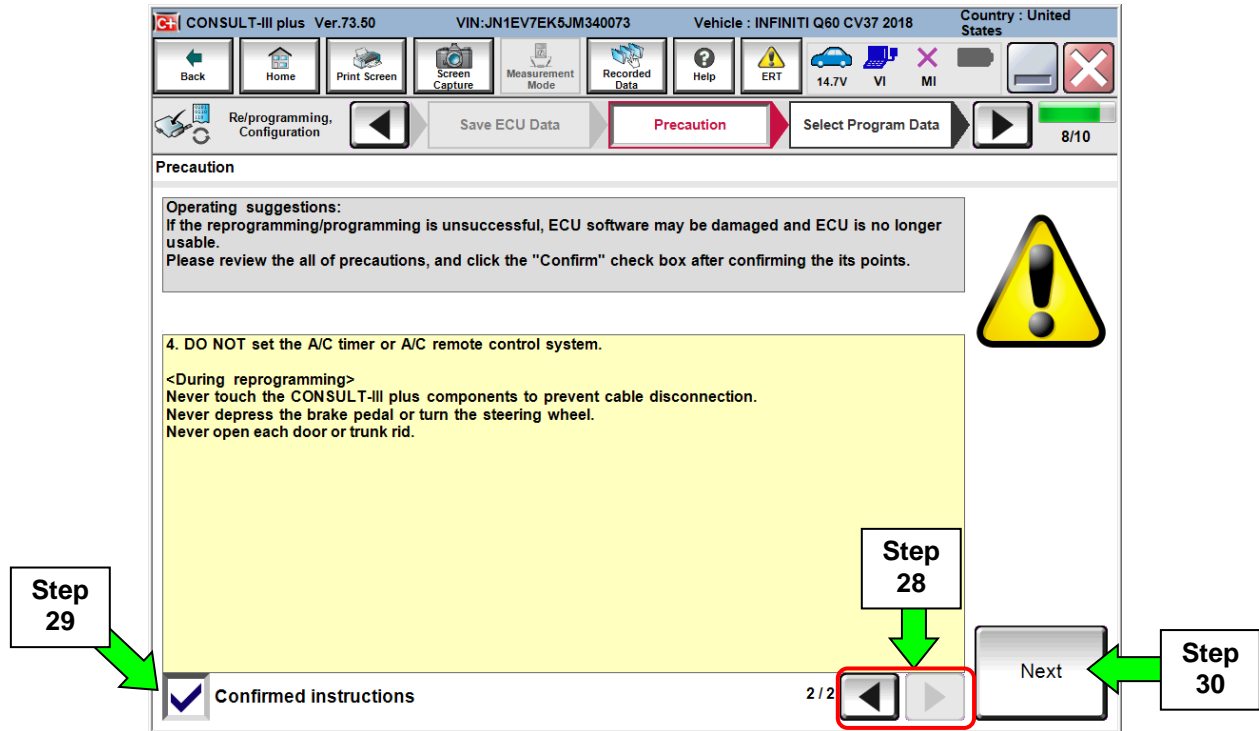 CONSULT-III plus Ver.73.50 VIN:JN1EV7EK5JM340073 Vehicle : INFINITI Q60 CV37 2018 Country : United
States
Back Home Print Screen Screen
Capture Measurement
Mode Recorded
Data Help ERT 14.7V VI MI
Re/programming,
Configuration Save ECU Data Precaution Select Program Data 8/10
Precaution
Operating suggestions:
If the reprogramming/programming is unsuccessful, ECU software may be damaged and ECU is no longer
usable.
Please review the all of precautions, and click the "Confirm" check box after confirming the its points.
4. DO NOT set the A/C timer or A/C remote control system.
<During reprogramming>
Never touch the CONSULT-III plus components to prevent cable disconnection.
Never depress the brake pedal or turn the steering wheel.
Never open each door or trunk rid.
Step
28
Step
29
Confirmed instructions
2 / 2
Next
Step
30